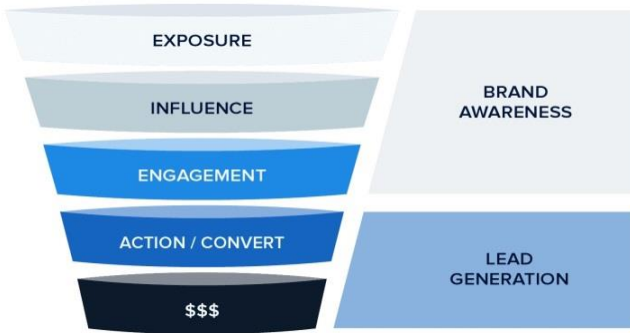 EXPOSURE
INFLUENCE
ENGAGEMENT
ACTION / CONVERT
$$$
BRAND
AWARENESS
LEAD
GENERATION